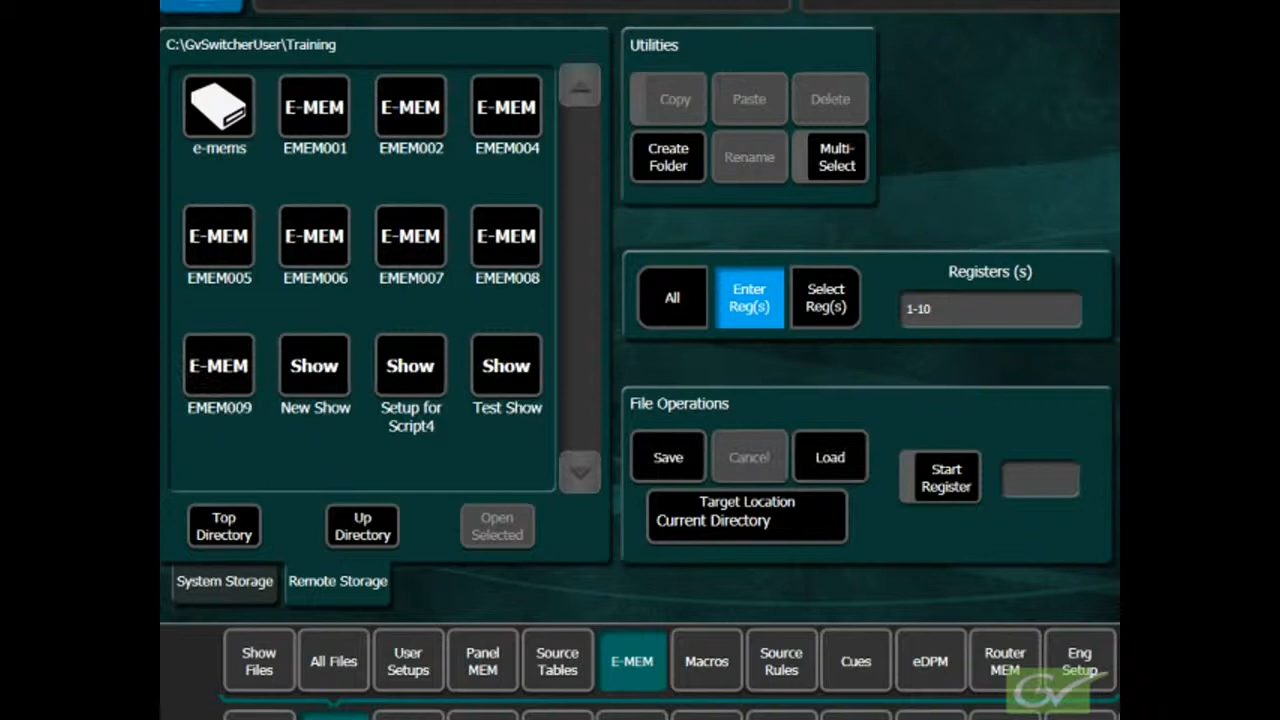 C:\GvSwitcherUser\Training
E-MEM E-MEM E-MEM
e-mems EMEM001 EMEM002 EMEM004
E-MEM E-MEM E-MEM E-MEM
EMEM005 EMEM006 EMEM007 EMEM008
E-MEM Show Show Show
EMEM009 New Show Setup for Test Show
Script4
Top
Directory
Up
Directory
Open
Selected
System Storage Remote Storage
Utilities
Copy Paste Delete
Create
Folder
Rename
Multi-
Select
All
Enter
Reg(s)
Select
Reg(s)
Registers (s)
1-10
File Operations
Save Cancel Load
Start
Register
Target Location
Current Directory
Show
Files
All Files
User
Setups
Panel
MEM
Source
Tables
E-MEM
Macros
Source
Rules
Cues
eDPM
Router
MEM
Eng
Setup
GV